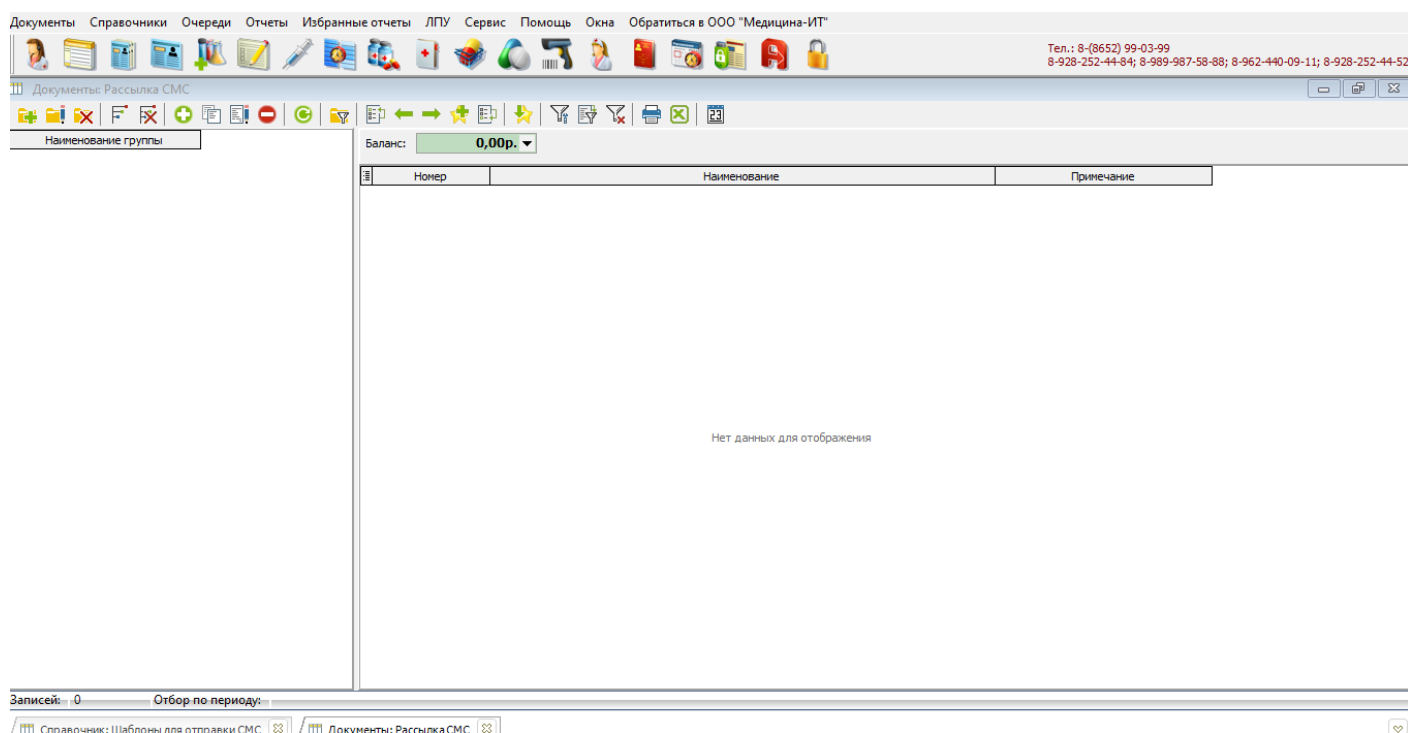 Документы Справочники Очереди Отчеты Избранные отчеты ЛПУ Сервис Помощь Окна Обратиться в ООО "Медицина-ИТ"
Тел.: 8-(8652) 99-03-99
8-928-252-44-84; 8-989-987-58-88; 8-962-440-09-11; 8-928-252-44-52
Документы: Рассылка СМС
23
Наименование группы
Баланс: 0,00р.
Номер Наименование Примечание
Нет данных для отображения
Записей: 0 Отбор по периоду:
Справочник: Шаблоны для отправки СМС Документы: Рассылка СМС